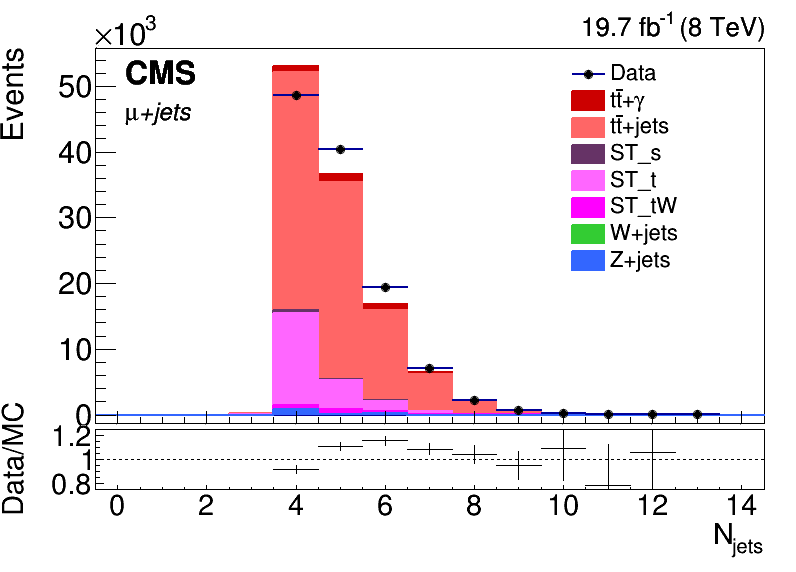 ×10³
19.7 fb⁻¹ (8 TeV)
Events
CMS
μ+jets
Data
tt̄+γ
tt̄+jets
ST_s
ST_t
ST_tW
W+jets
Z+jets
50
40
30
20
10
0
Data/MC
1.2
1
0.8
0 2 4 6 8 10 12 14
N_jets